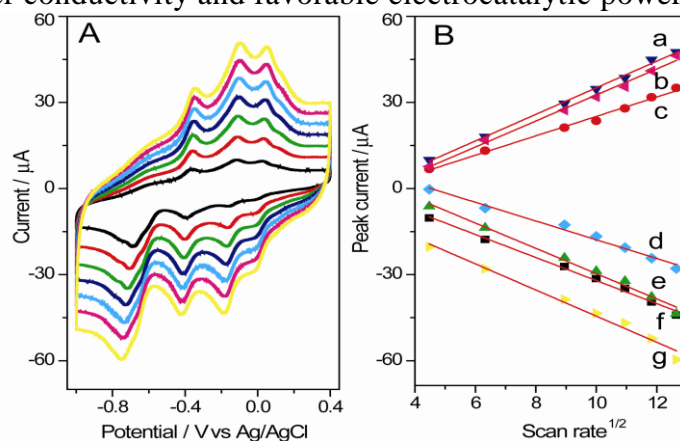 er conductivity and favorable electrocatalytic power
A
60
30
0
-30
-60
Current / μA
-0.8
-0.4
0.0
0.4
Potential / V vs Ag/AgCl
B
60
30
0
-30
-60
Peak current / μA
a
b
c
d
e
f
g
4
6
8
10
12
Scan rate1/2